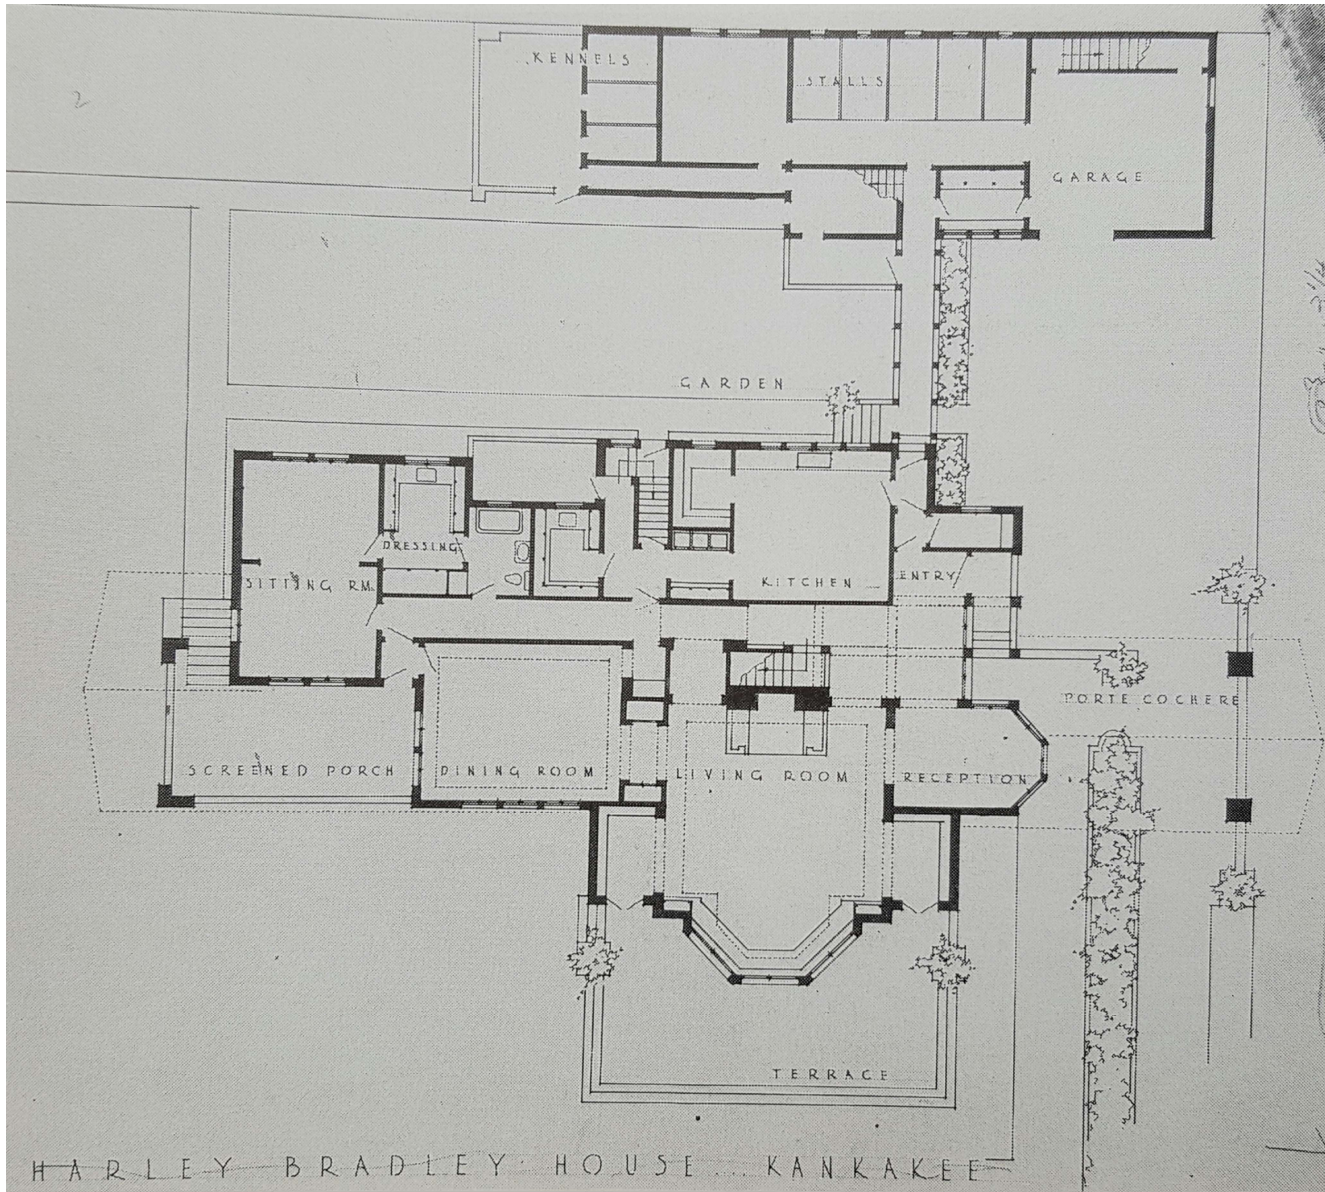 KENNELS
STALLS
GARAGE
GARDEN
DRESSING
SITTING RM.
KITCHEN
ENTRY
PORTE COCHERE
SCREENED PORCH
DINING ROOM
LIVING ROOM
RECEPTION
TERRACE
HARLEY BRADLEY HOUSE... KANKAKEE
2